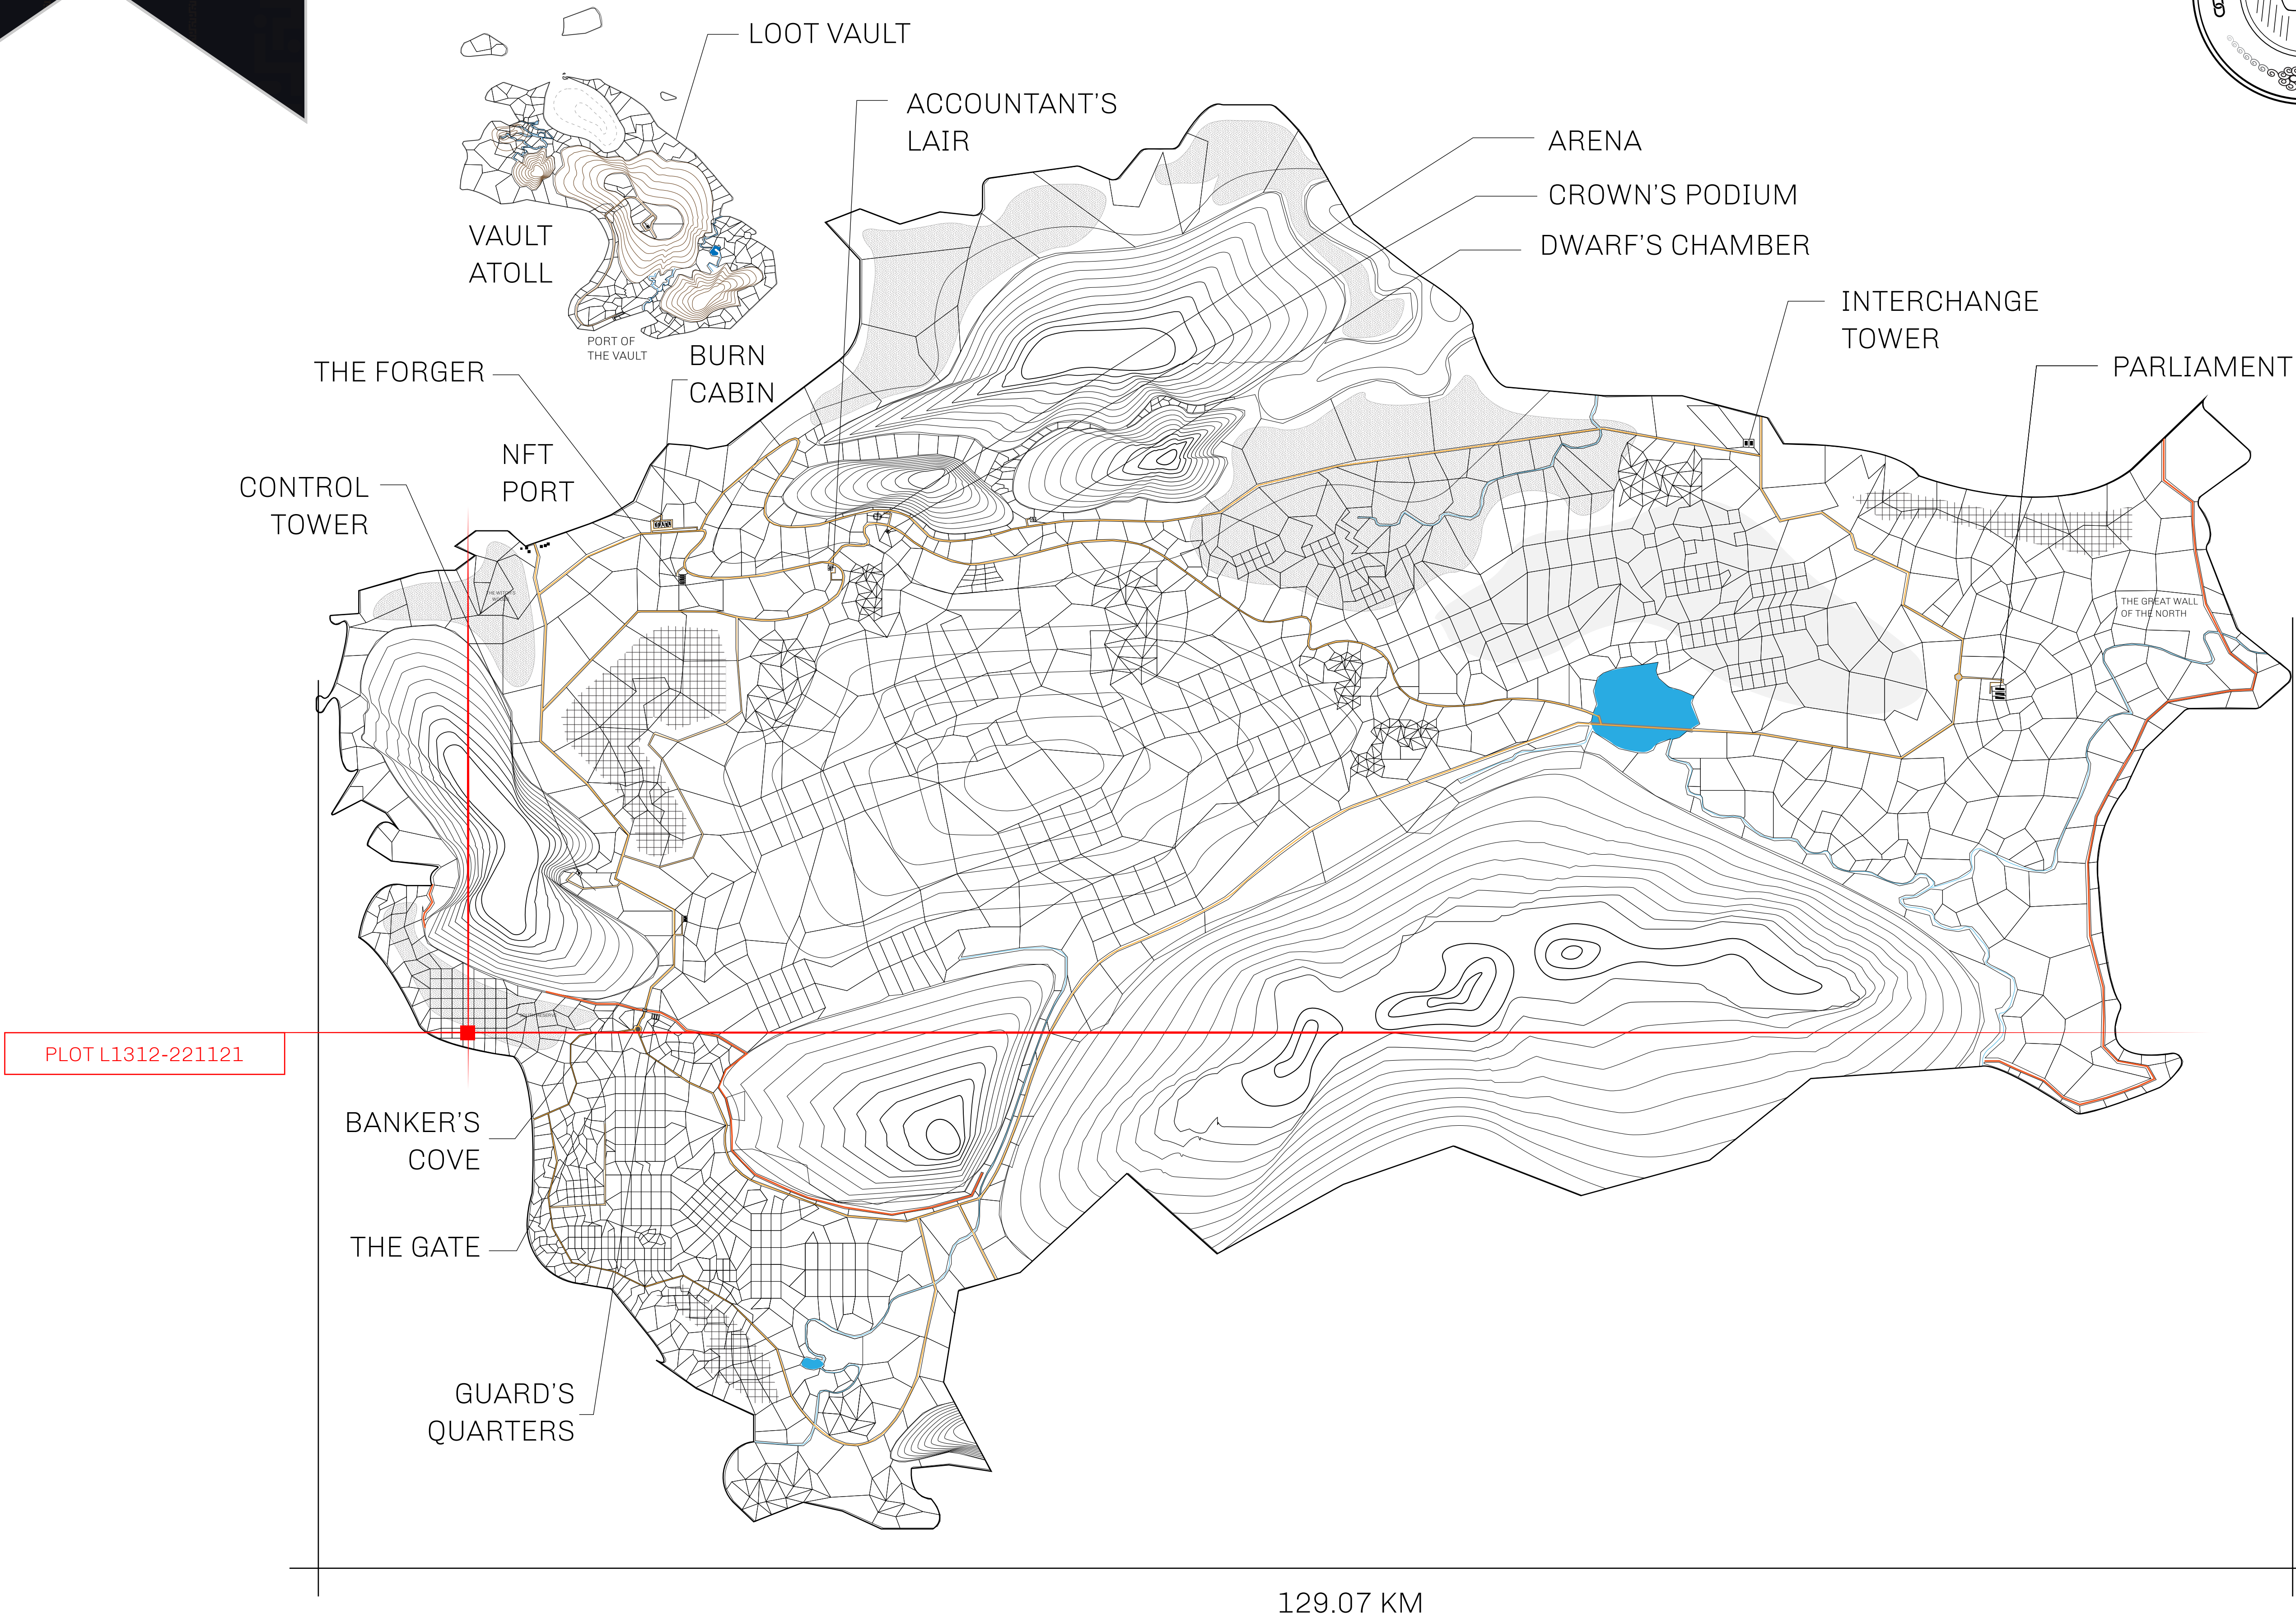 LOOT VAULT
ACCOUNTANT'S
LAIR
ARENA
CROWN'S PODIUM
DWARF'S CHAMBER
VAULT
ATOLL
INTERCHANGE
TOWER
PORT OF
THE VAULT
BURN
CABIN
THE FORGER
PARLIAMENT
NFT
PORT
CONTROL
TOWER
THE GREAT WALL
OF THE NORTH
PLOT L1312-221121
BANKER'S
COVE
THE GATE
GUARD'S
QUARTERS
129.07 KM